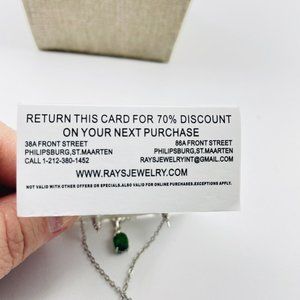 RETURN THIS CARD FOR 70% DISCOUNT
ON YOUR NEXT PURCHASE
38A FRONT STREET 86A FRONT STREET
PHILIPSBURG,ST.MAARTEN PHILIPSBURG,ST.MAARTEN
CALL 1-212-380-1452 RAYSJEWELRYINT@GMAIL.COM
WWW.RAYSJEWELRY.COM
NOT VALID WITH OTHER OFFERS OR SPECIALS.ALSO VALID FOR ONLINE PURCHASES.EXCEPTIONS APPLY.